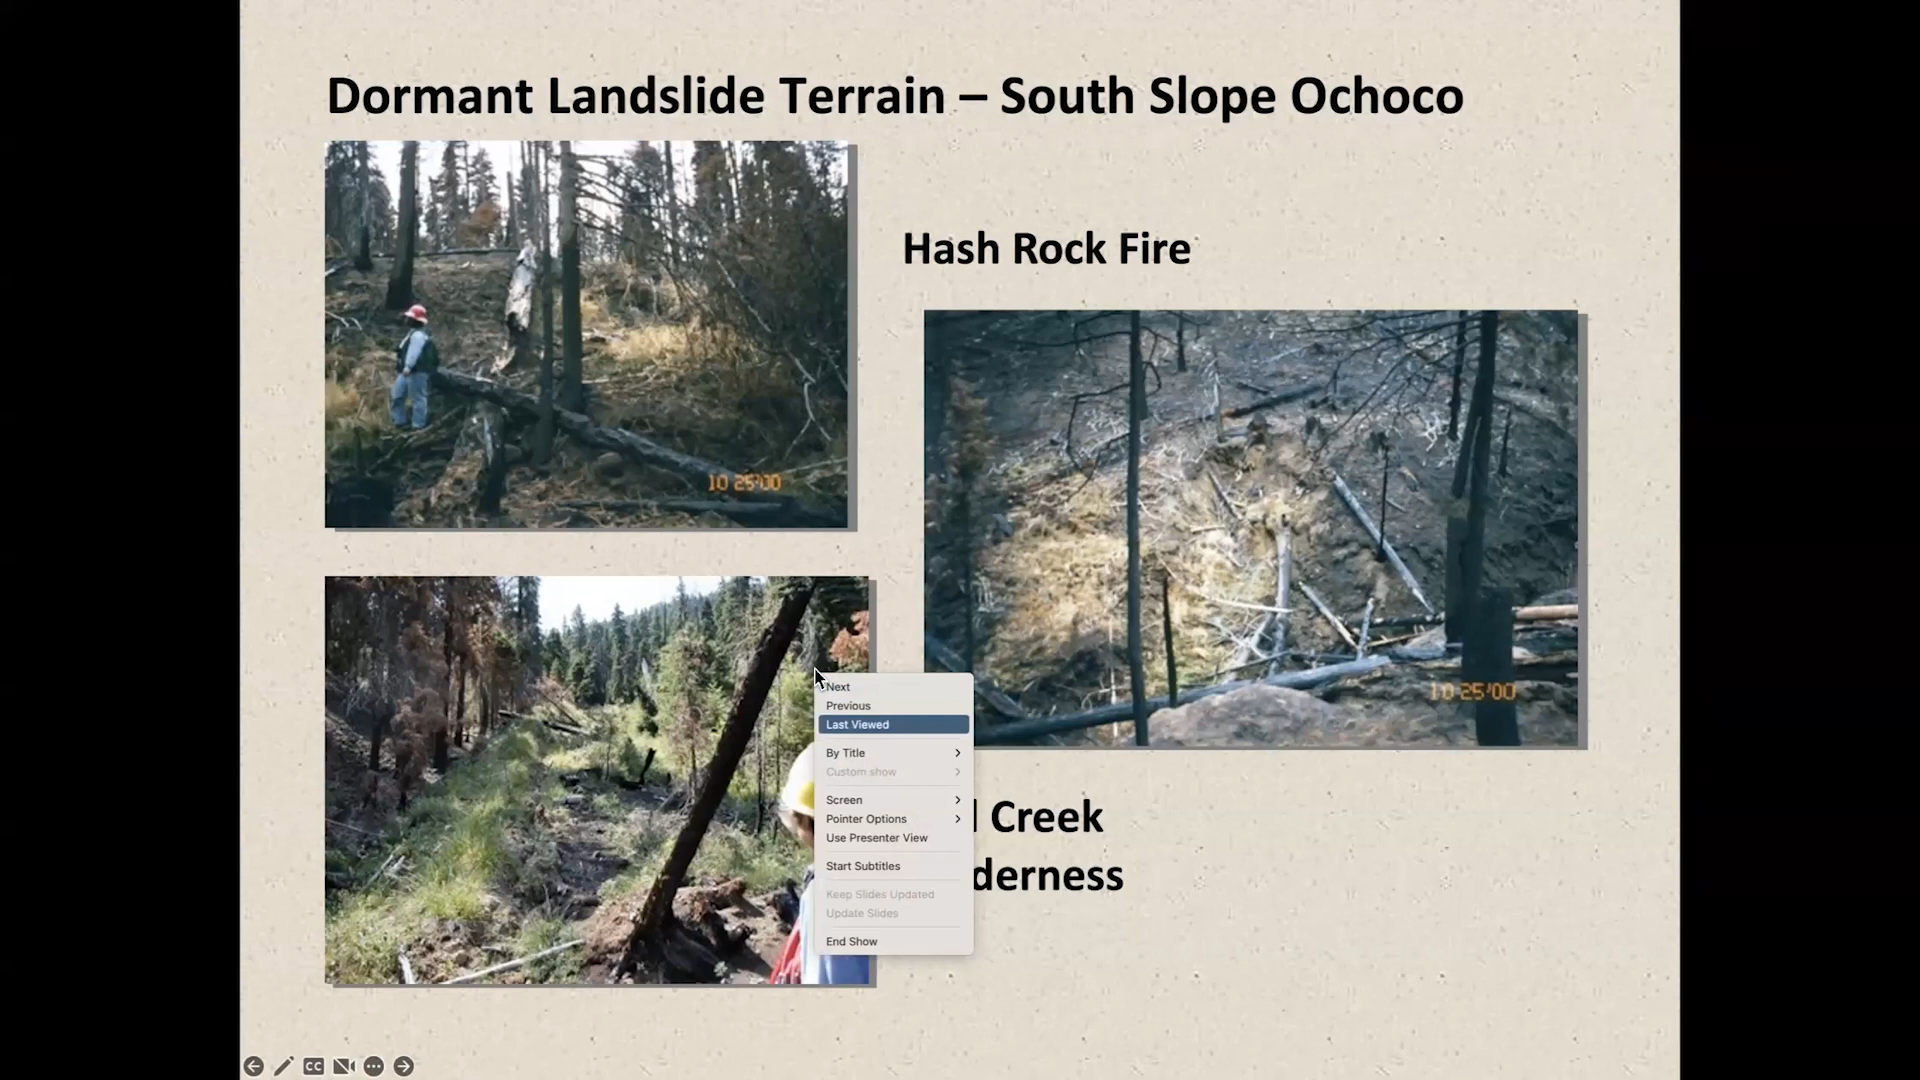 Dormant Landslide Terrain – South Slope Ochoco
Hash Rock Fire
10 25'00
10 25'00
Next
Previous
Last Viewed
By Title
Custom show
Screen
Pointer Options
Use Presenter View
Start Subtitles
Keep Slides Updated
Update Slides
End Show
Creek
CC